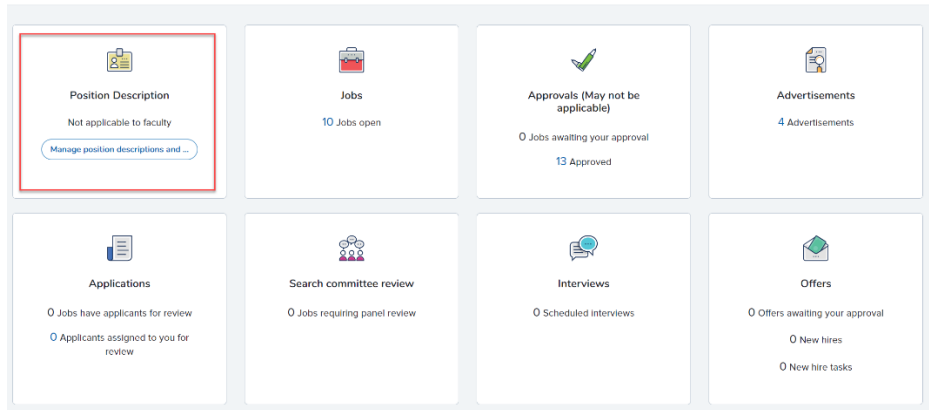 Position Description
Not applicable to faculty
Manage position descriptions and ...
Jobs
10 Jobs open
Approvals (May not be
applicable)
0 Jobs awaiting your approval
13 Approved
Advertisements
4 Advertisements
Applications
0 Jobs have applicants for review
0 Applicants assigned to you for
review
Search committee review
0 Jobs requiring panel review
Interviews
0 Scheduled interviews
Offers
0 Offers awaiting your approval
0 New hires
0 New hire tasks